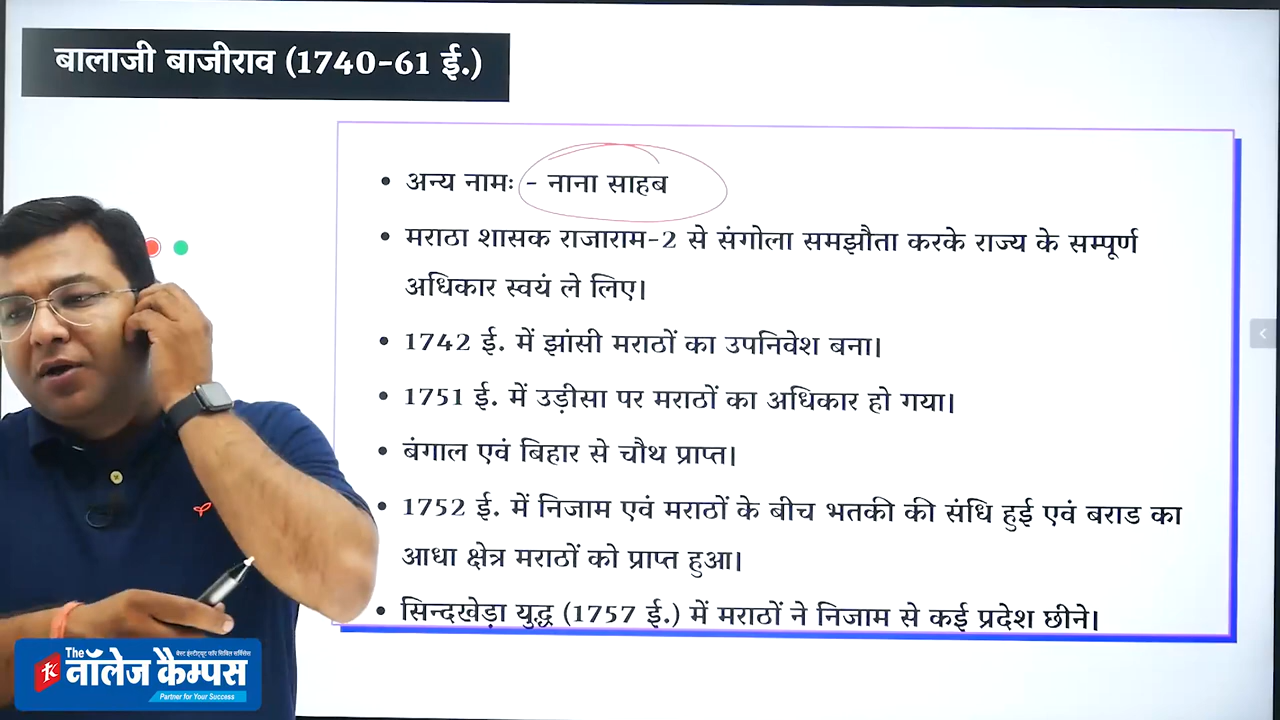 बालाजी बाजीराव (1740-61 ई.)
• अन्य नामः - नाना साहब
• मराठा शासक राजाराम-2 से संगोला समझौता करके राज्य के सम्पूर्ण
अधिकार स्वयं ले लिए।
• 1742 ई. में झांसी मराठों का उपनिवेश बना।
• 1751 ई. में उड़ीसा पर मराठों का अधिकार हो गया।
• बंगाल एवं बिहार से चौथ प्राप्त।
• 1752 ई. में निजाम एवं मराठों के बीच भतकी की संधि हुई एवं बराड का
आधा क्षेत्र मराठों को प्राप्त हुआ।
• सिन्दखेड़ा युद्ध (1757 ई.) में मराठों ने निजाम से कई प्रदेश छीने।
The बेस्ट इंस्टीट्यूट फॉर सिविल सर्विसेस
नॉलेज कैम्पस
Partner for Your Success